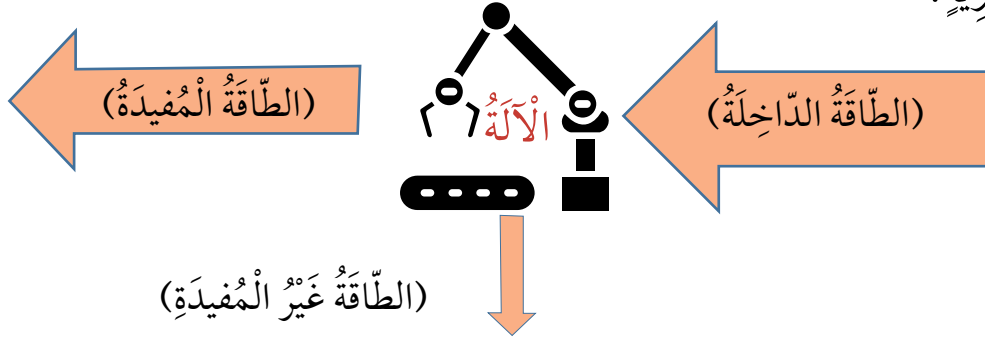 (الطّاقَةُ الدّاخِلَةُ)
الْآلَةُ
(الطّاقَةُ الْمُفيدَةُ)
(الطّاقَةُ غَيْرُ الْمُفيدَةِ)